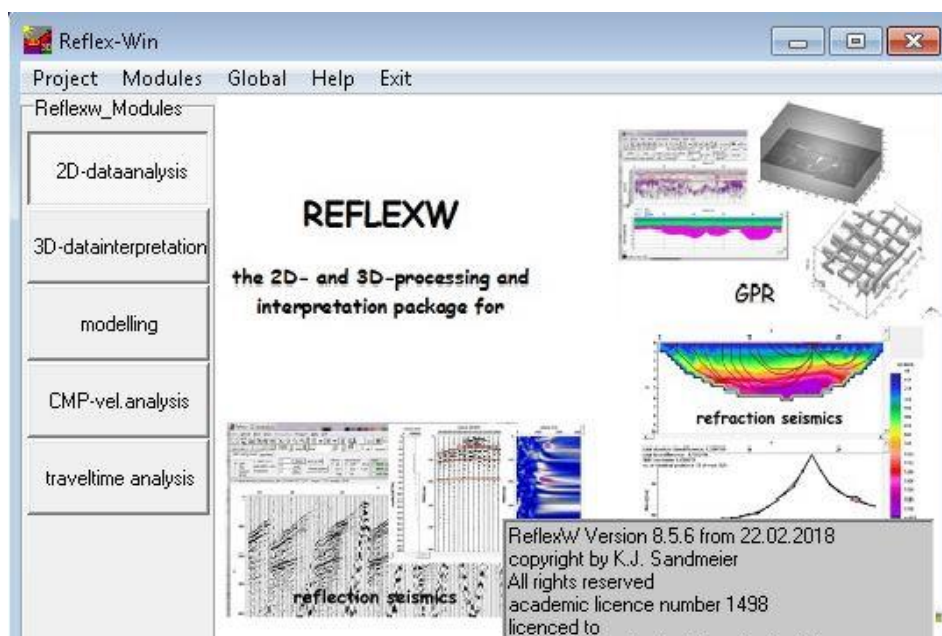 Reflex-Win
Project Modules Global Help Exit
Reflexw_Modules
2D-dataanalysis
3D-datainterpretation
modelling
CMP-vel.analysis
traveltime analysis
REFLEXW
the 2D- and 3D-processing and
interpretation package for
GPR
refraction seismics
reflection seismics
ReflexW Version 8.5.6 from 22.02.2018
copyright by K.J. Sandmeier
All rights reserved
academic licence number 1498
licenced to